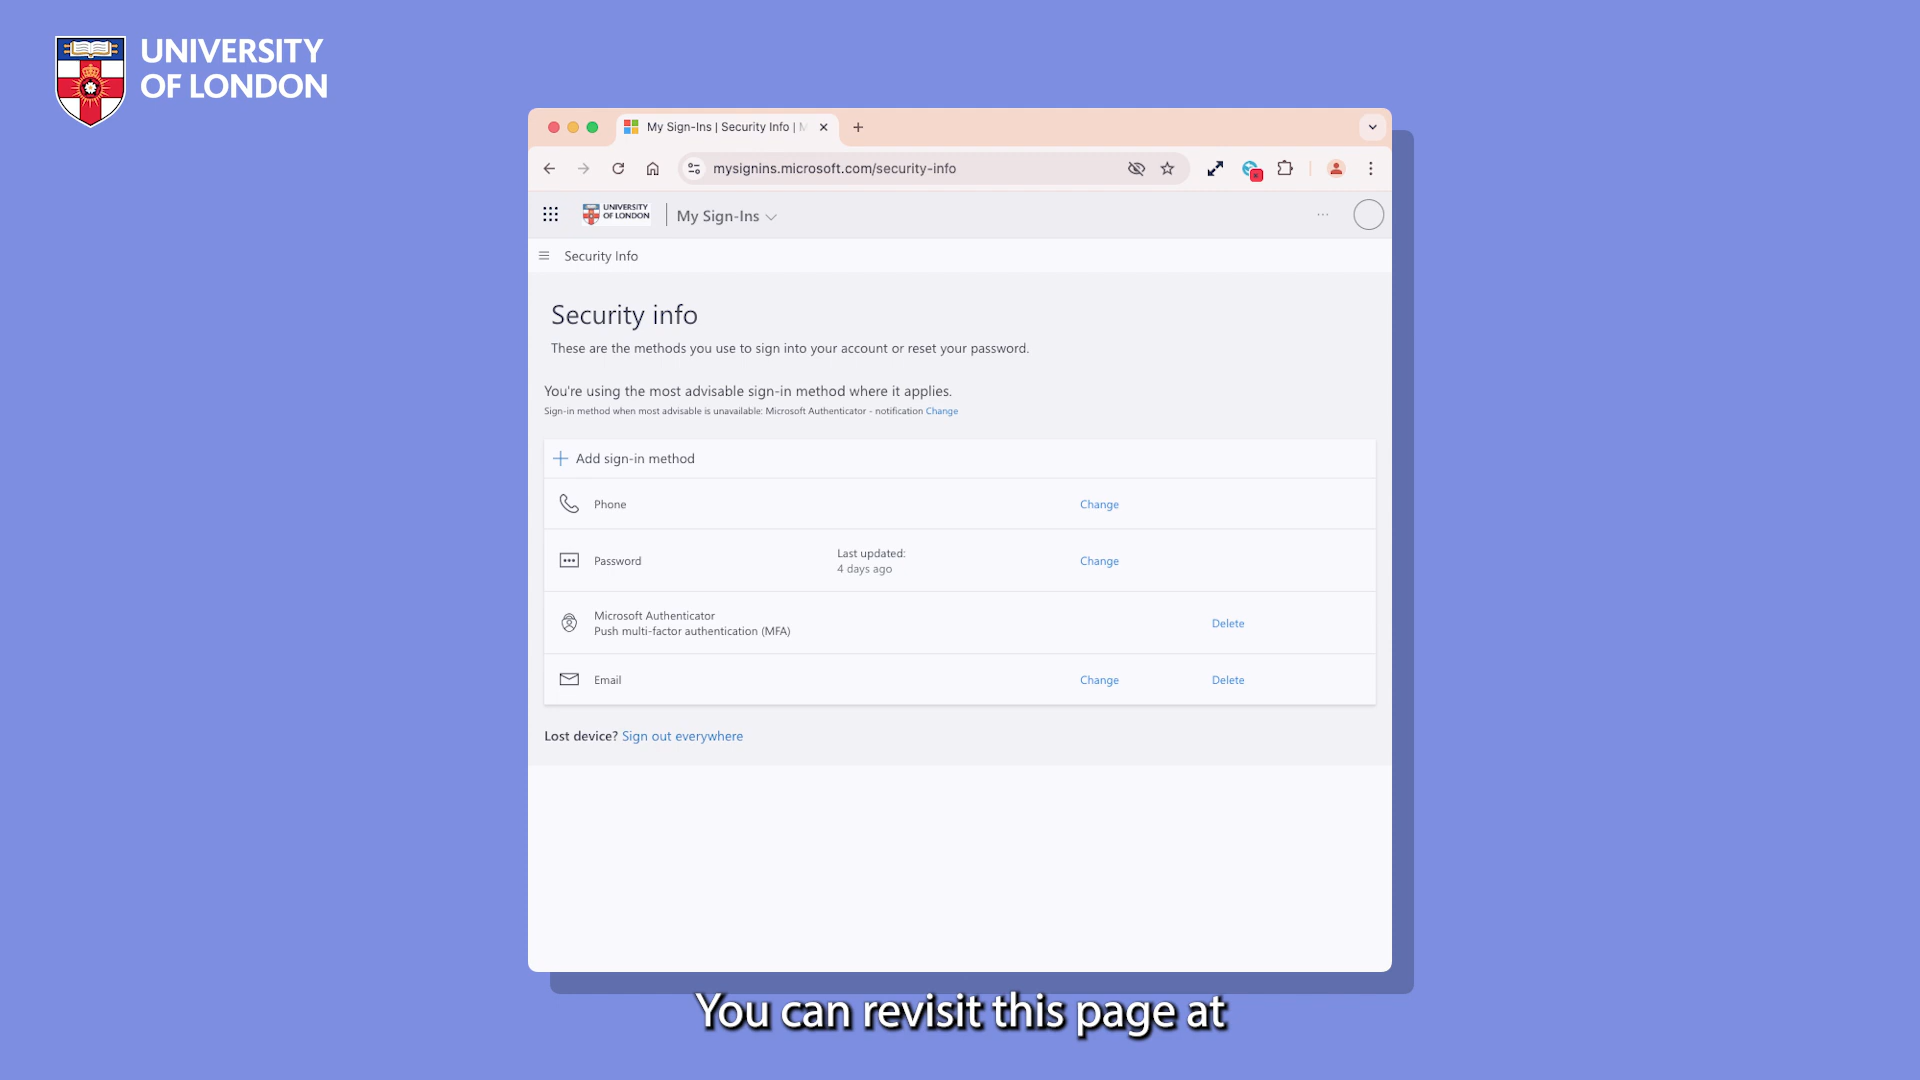 UNIVERSITY
OF LONDON
My Sign-Ins | Security Info |
mysignins.microsoft.com/security-info
UNIVERSITY
OF LONDON
My Sign-Ins
Security Info
Security info
These are the methods you use to sign into your account or reset your password.
You're using the most advisable sign-in method where it applies.
Sign-in method when most advisable is unavailable: Microsoft Authenticator - notification Change
Add sign-in method
Phone Change
Password Last updated: Change
4 days ago
Microsoft Authenticator
Push multi-factor authentication (MFA) Delete
Email Change Delete
Lost device? Sign out everywhere
You can revisit this page at